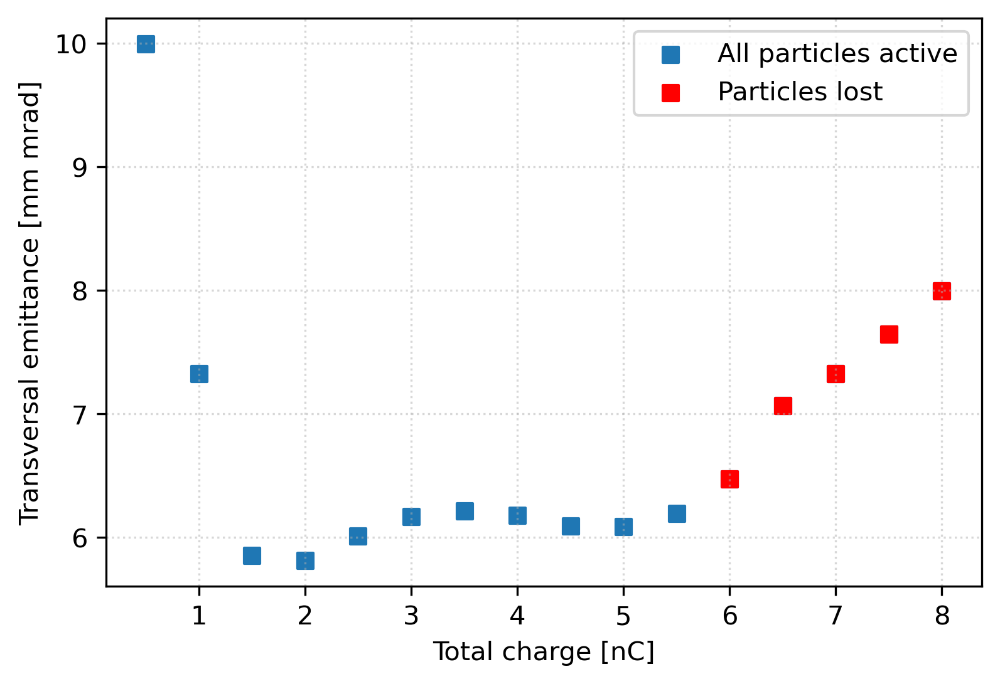 10
9
8
7
6
Transversal emittance [mm mrad]
All particles active
Particles lost
1 2 3 4 5 6 7 8
Total charge [nC]